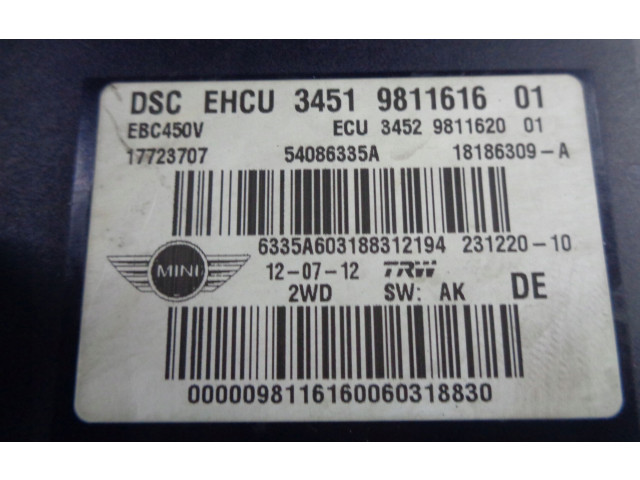 DSC EHCU 3451 9811616 01
EBC450V ECU 3452 9811620 01
17723707 54086335A 18186309-A
6335A603188312194 231220-10
MINI 12-07-12 TRW
2WD SW: AK DE
0000098116160060318830